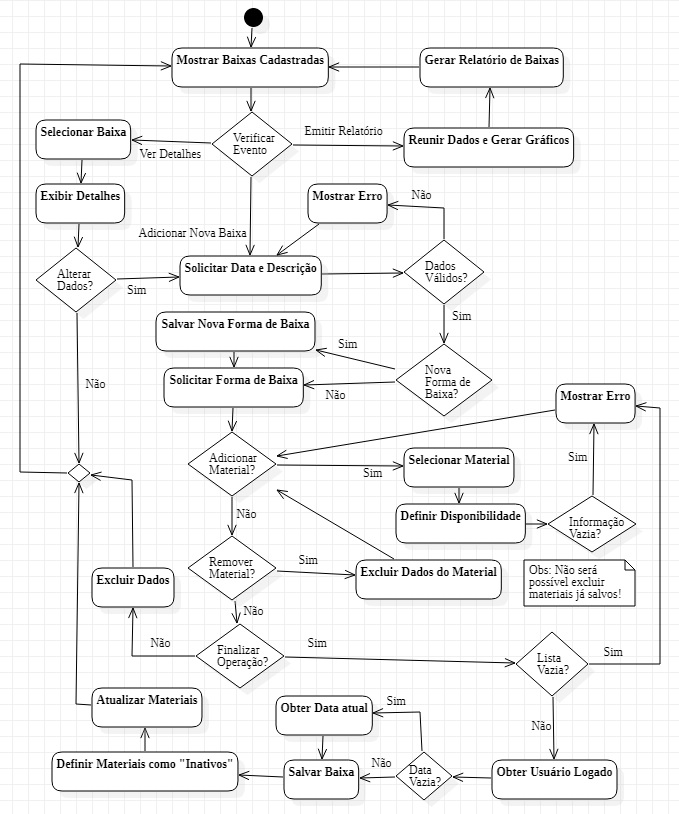 Mostrar Baixas Cadastradas
Gerar Relatório de Baixas
Selecionar Baixa
Verificar
Evento
Emitir Relatório
Reunir Dados e Gerar Gráficos
Ver Detalhes
Exibir Detalhes
Mostrar Erro
Não
Adicionar Nova Baixa
Alterar
Dados?
Sim
Solicitar Data e Descrição
Dados
Válidos?
Sim
Salvar Nova Forma de Baixa
Sim
Solicitar Forma de Baixa
Não
Nova
Forma de
Baixa?
Não
Mostrar Erro
Adicionar
Material?
Sim
Selecionar Material
Sim
Não
Definir Disponibilidade
Informação
Vazia?
Remover
Material?
Sim
Excluir Dados do Material
Obs: Não será
possível excluir
materiais já salvos!
Excluir Dados
Não
Não
Finalizar
Operação?
Sim
Lista
Vazia?
Sim
Atualizar Materiais
Obter Data atual
Sim
Não
Definir Materiais como "Inativos"
Salvar Baixa
Não
Data
Vazia?
Obter Usuário Logado